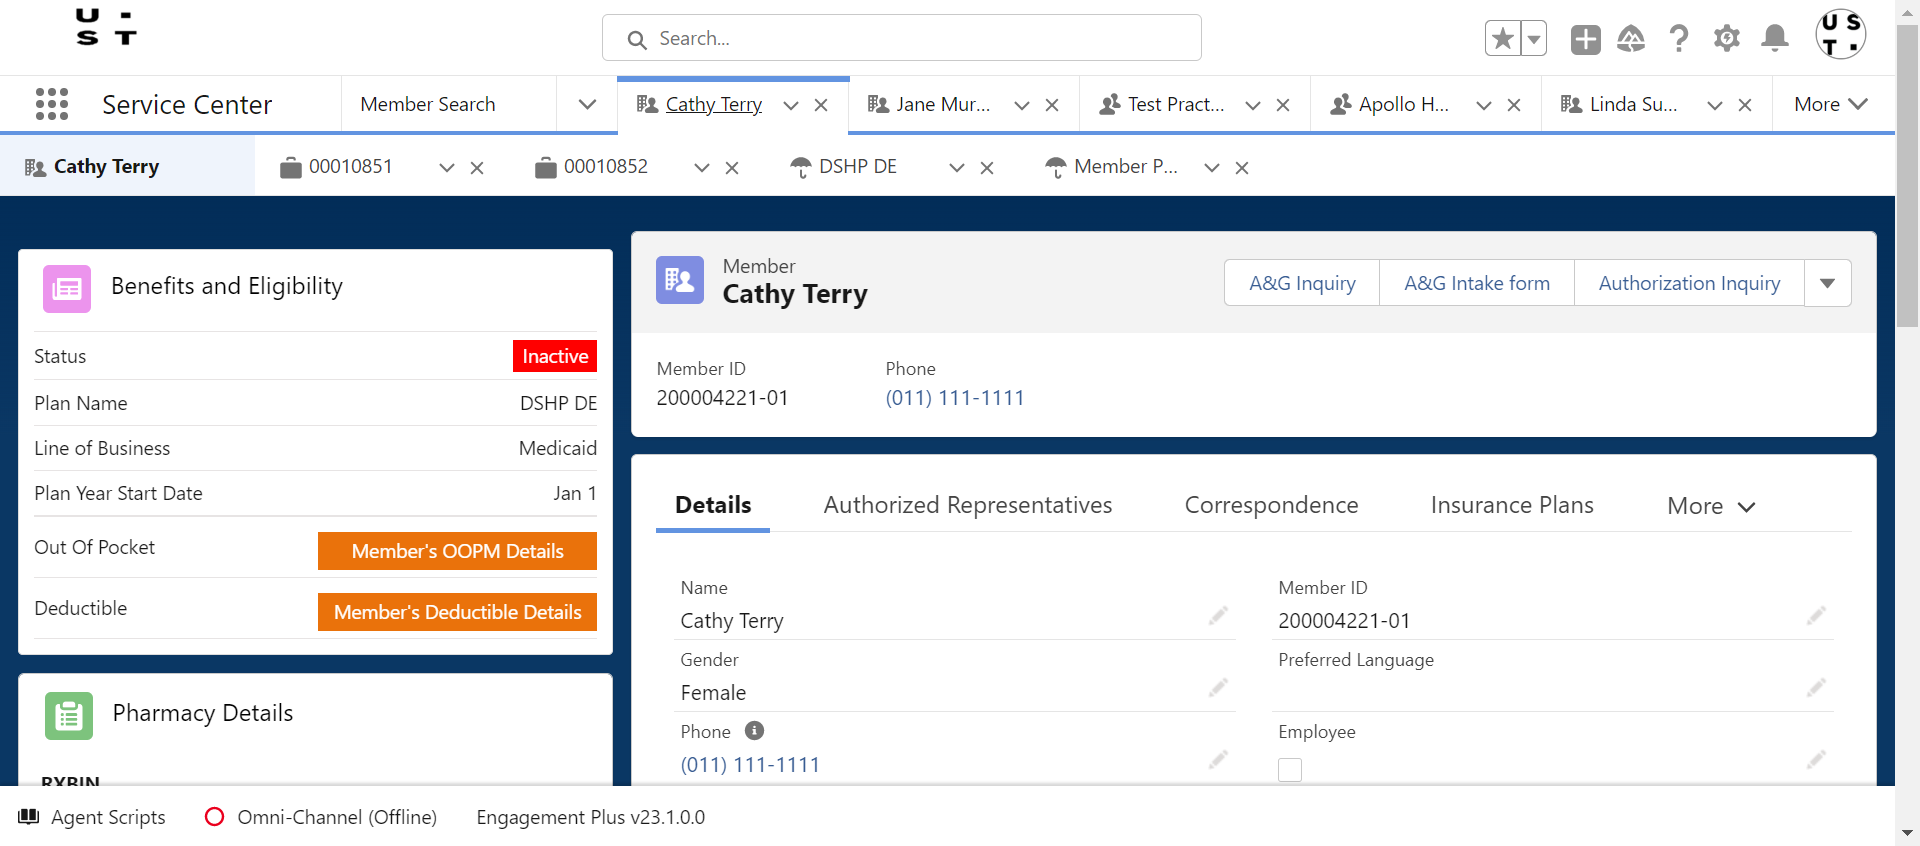 U -
S T
Search...
U S
T .
Service Center
Member Search
Cathy Terry
Jane Mur...
Test Pract...
Apollo H...
Linda Su...
More
Cathy Terry
00010851
00010852
DSHP DE
Member P...
Benefits and Eligibility
Status Inactive
Plan Name DSHP DE
Line of Business Medicaid
Plan Year Start Date Jan 1
Out Of Pocket Member's OOPM Details
Deductible Member's Deductible Details
Pharmacy Details
RXBIN
Member
Cathy Terry
A&G Inquiry
A&G Intake form
Authorization Inquiry
Member ID Phone
200004221-01 (011) 111-1111
Details Authorized Representatives Correspondence Insurance Plans More
Name Member ID
Cathy Terry 200004221-01
Gender Preferred Language
Female
Phone Employee
(011) 111-1111
Agent Scripts Omni-Channel (Offline) Engagement Plus v23.1.0.0